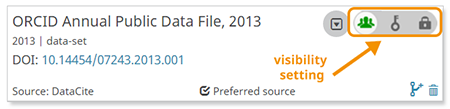 ORCID Annual Public Data File, 2013
2013 | data-set
DOI: 10.14454/07243.2013.001
visibility
setting
Source: DataCite
Preferred source